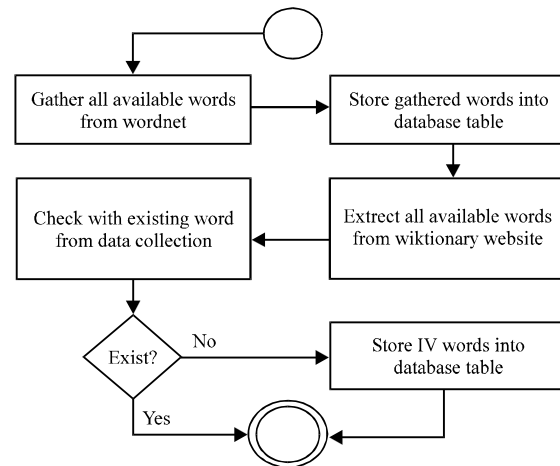 Gather all available words
from wordnet
Store gathered words into
database table
Extrect all available words
from wiktionary website
Check with existing word
from data collection
Exist?
No
Store IV words into
database table
Yes